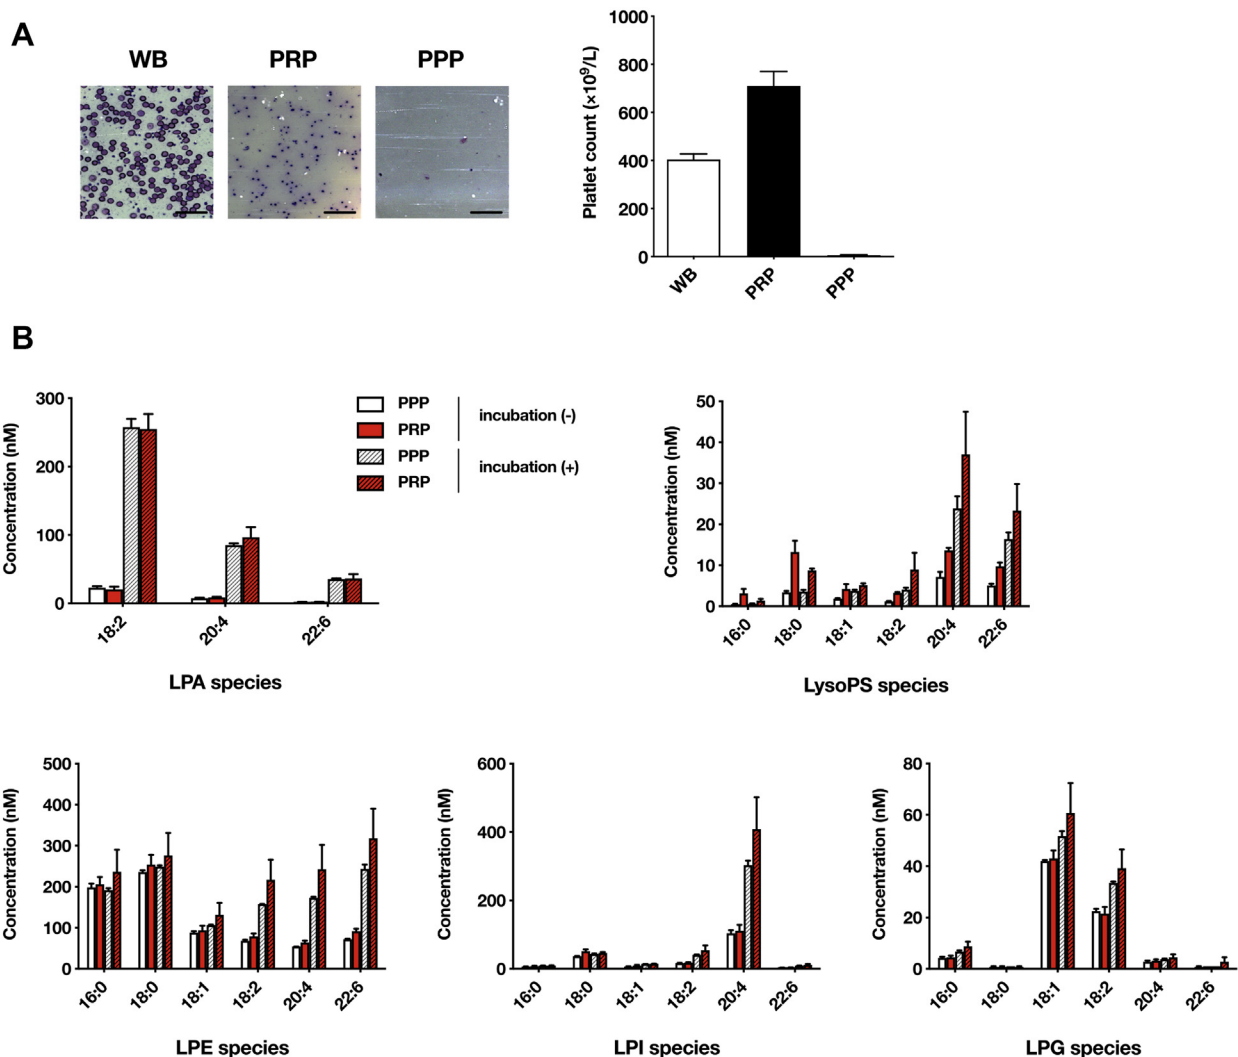 A
WB
PRP
PPP
Platlet count (×10⁹/L)
1000
800
600
400
200
0
WB
PRP
PPP
B
Concentration (nM)
300
200
100
0
18:2
20:4
22:6
LPA species
PPP
PRP
incubation (-)
PPP
PRP
incubation (+)
Concentration (nM)
50
40
30
20
10
0
16:0
18:0
18:1
18:2
20:4
22:6
LysoPS species
Concentration (nM)
500
400
300
200
100
0
16:0
18:0
18:1
18:2
20:4
22:6
LPE species
Concentration (nM)
600
400
200
0
16:0
18:0
18:1
18:2
20:4
22:6
LPI species
Concentration (nM)
80
60
40
20
0
16:0
18:0
18:1
18:2
20:4
22:6
LPG species